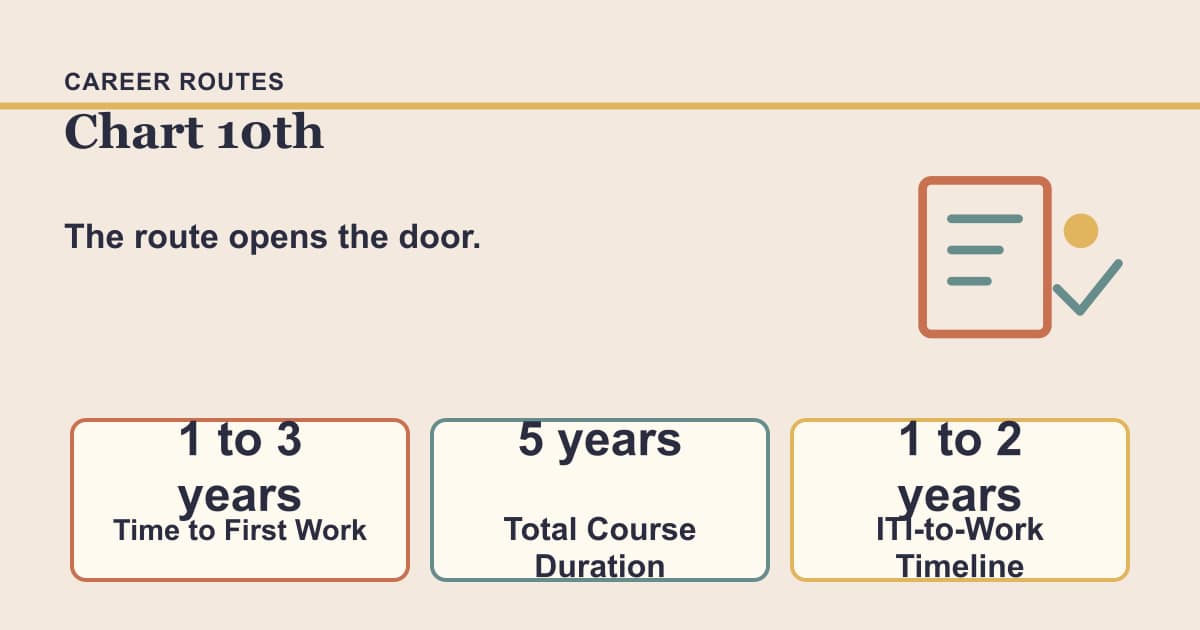 CAREER ROUTES
Chart 10th
The route opens the door.
1 to 3
years
Time to First Work
5 years
Total Course
Duration
1 to 2
years
ITI-to-Work
Timeline